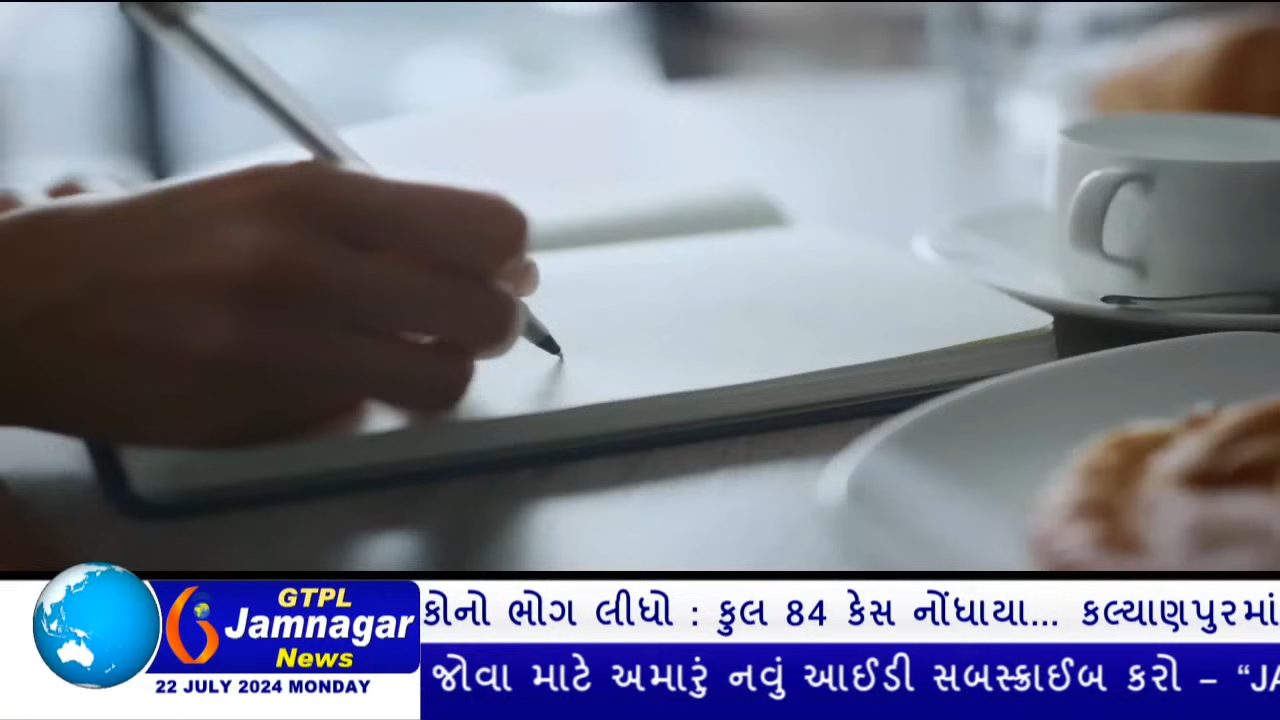 GTPL
Jamnagar
News
22 JULY 2024 MONDAY
કોનો ભોગ લીધો : કુલ 84 કેસ નોંધાયા... કલ્યાણપુરમાં
જોવા માટે અમારું નવું આઈડી સબસ્ક્રાઈબ કરો – “JA